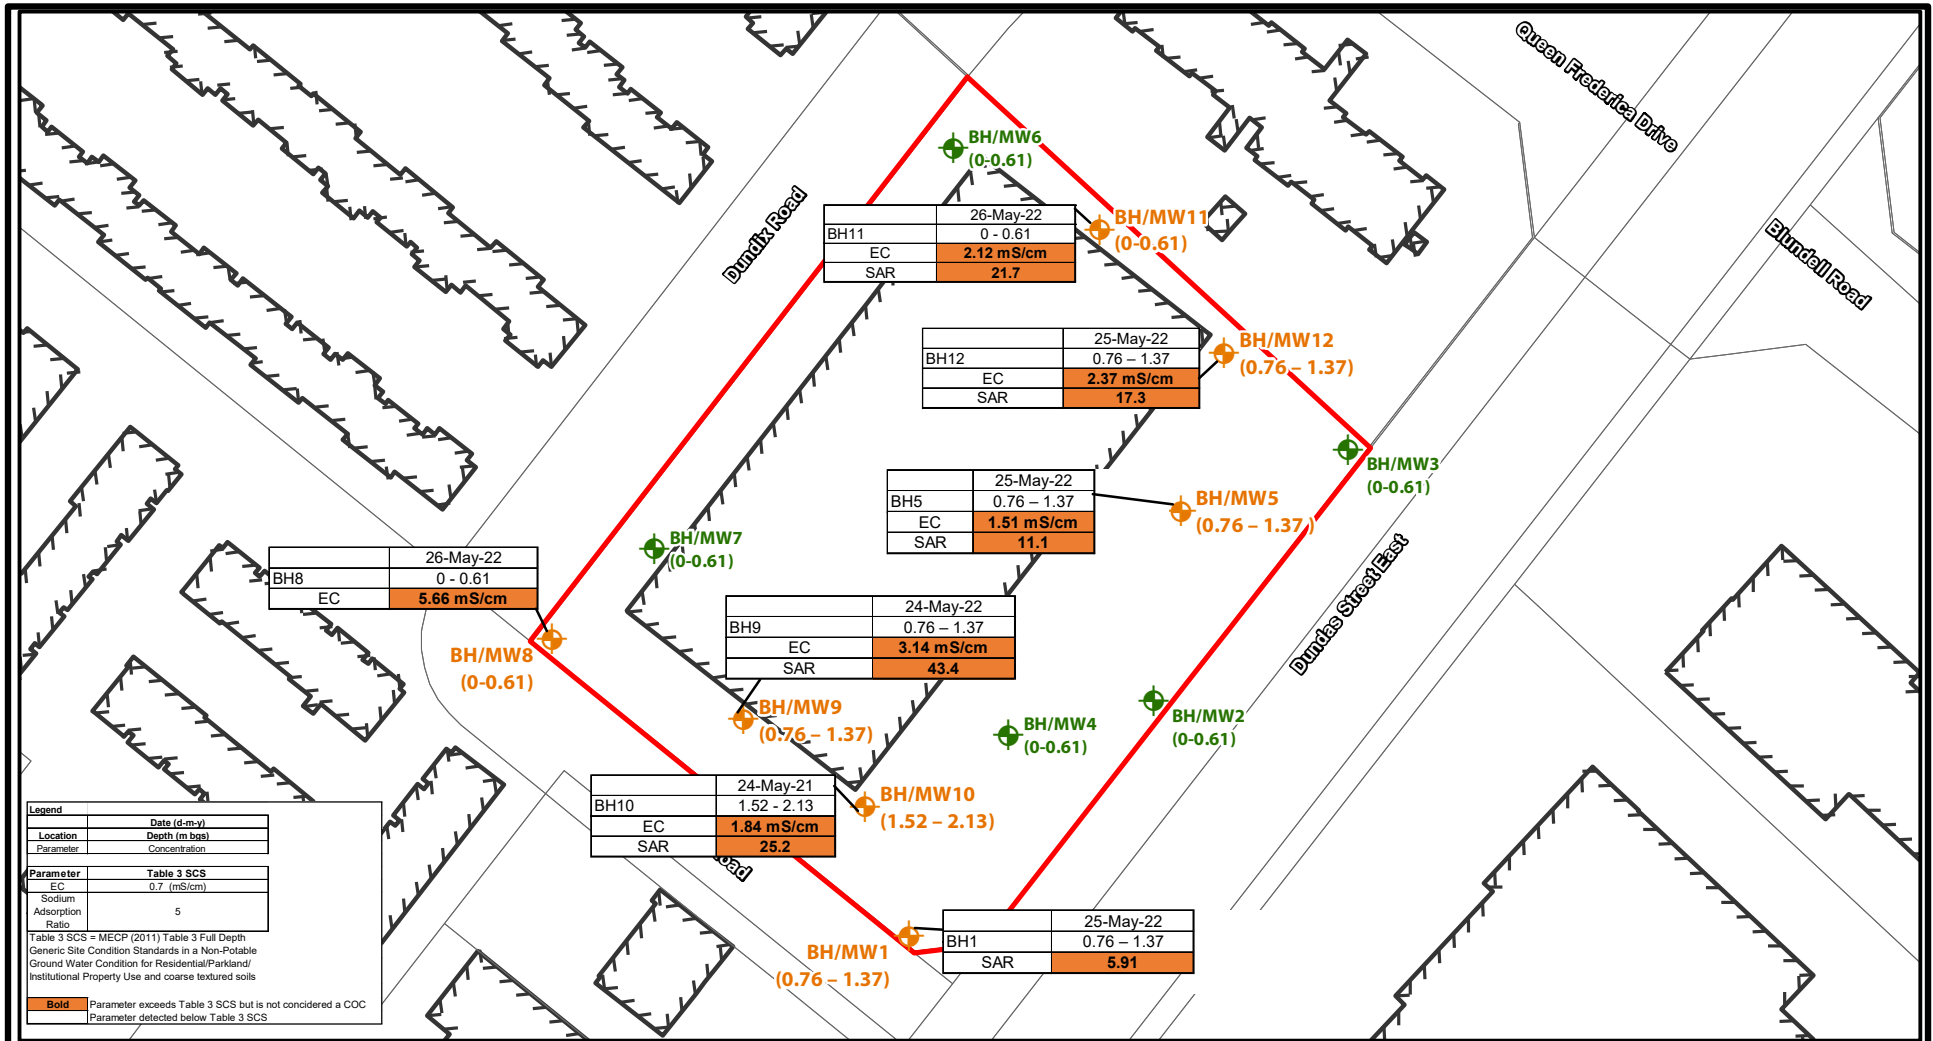 Queen Frederica Drive
Blundell Road
Dundix Road
Dundas Street East
oad
BH/MW6
(0-0.61)
26-May-22
BH11 0 - 0.61
EC 2.12 mS/cm
SAR 21.7
BH/MW11
(0-0.61)
25-May-22
BH12 0.76 – 1.37
EC 2.37 mS/cm
SAR 17.3
BH/MW12
(0.76 – 1.37)
BH/MW3
(0-0.61)
25-May-22
BH5 0.76 – 1.37
EC 1.51 mS/cm
SAR 11.1
BH/MW5
(0.76 – 1.37)
BH/MW7
(0-0.61)
26-May-22
BH8 0 - 0.61
EC 5.66 mS/cm
BH/MW8
(0-0.61)
24-May-22
BH9 0.76 – 1.37
EC 3.14 mS/cm
SAR 43.4
BH/MW9
(0.76 – 1.37)
BH/MW4
(0-0.61)
BH/MW2
(0-0.61)
24-May-21
BH10 1.52 - 2.13
EC 1.84 mS/cm
SAR 25.2
BH/MW10
(1.52 – 2.13)
25-May-22
BH1 0.76 – 1.37
SAR 5.91
BH/MW1
(0.76 – 1.37)
Legend
Date (d-m-y)
Location Depth (m bgs)
Parameter Concentration
Parameter Table 3 SCS
EC 0.7 (mS/cm)
Sodium
Adsorption 5
Ratio
Table 3 SCS = MECP (2011) Table 3 Full Depth
Generic Site Condition Standards in a Non-Potable
Ground Water Condition for Residential/Parkland/
Institutional Property Use and coarse textured soils
Bold Parameter exceeds Table 3 SCS but is not concidered a COC
Parameter detected below Table 3 SCS